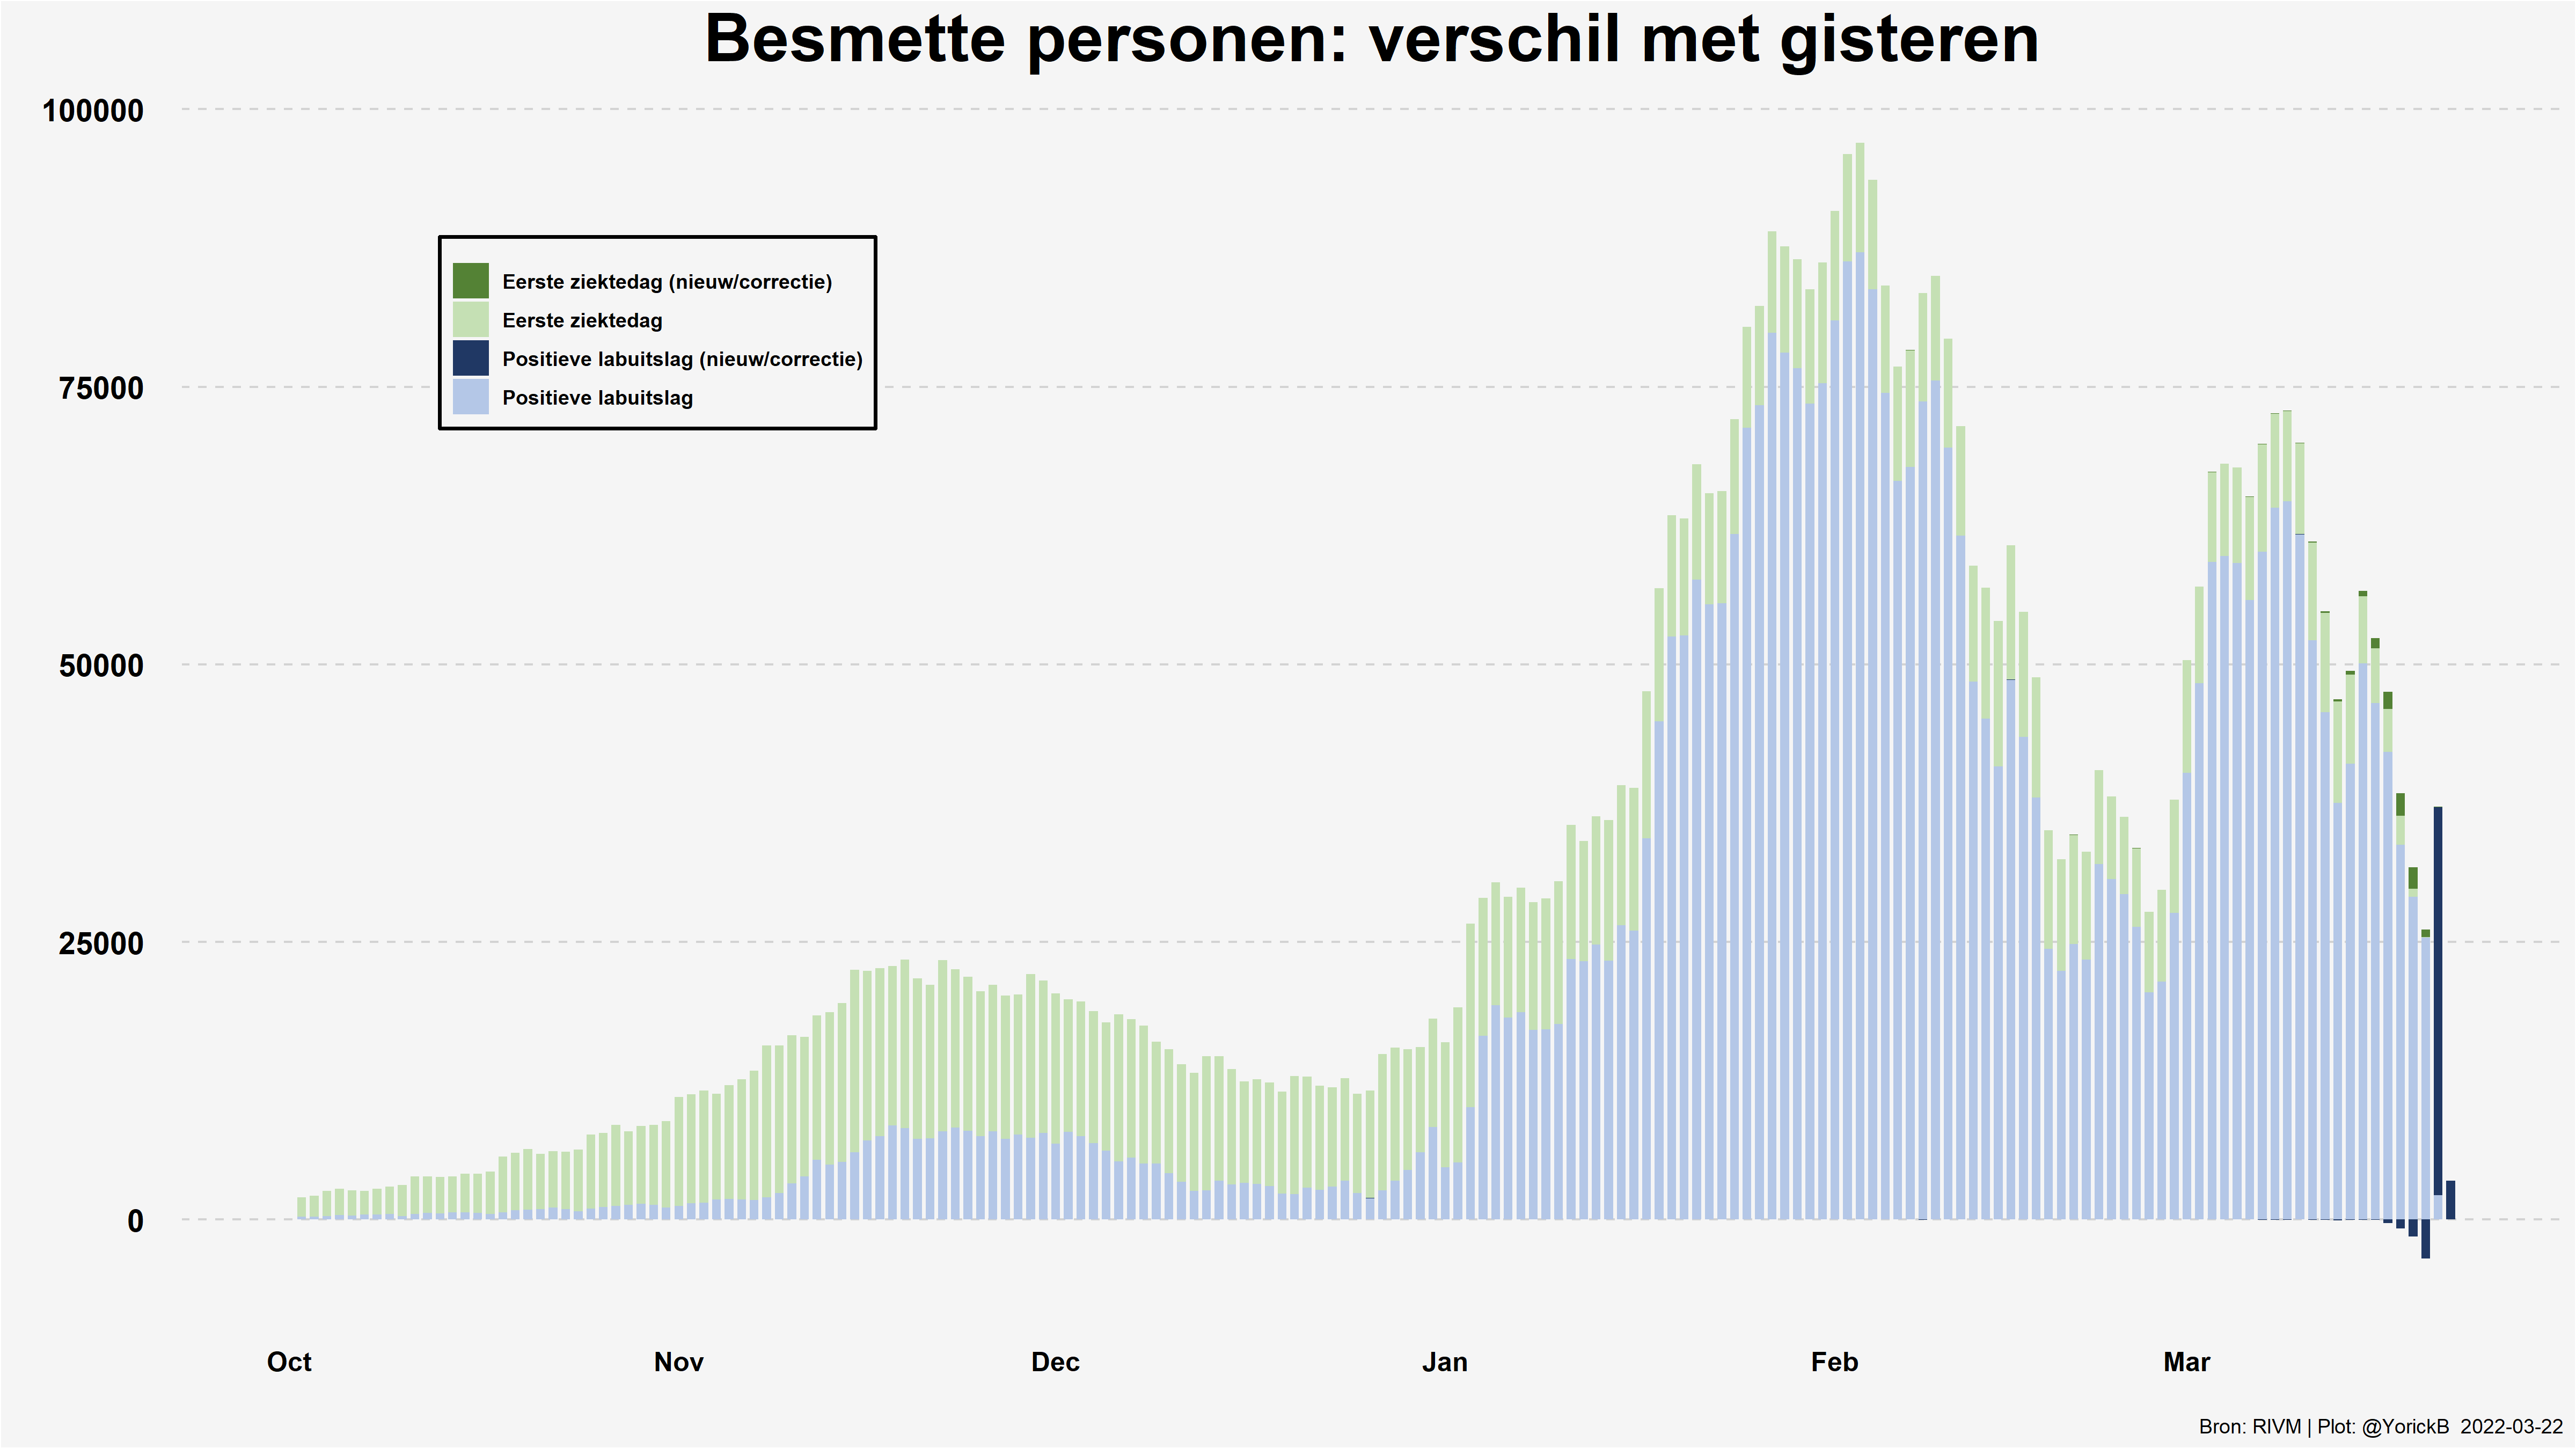 Besmette personen: verschil met gisteren
100000
75000
50000
25000
0
Eerste ziektedag (nieuw/correctie)
Eerste ziektedag
Positieve labuitslag (nieuw/correctie)
Positieve labuitslag
Oct Nov Dec Jan Feb Mar
Bron: RIVM | Plot: @YorickB 2022-03-22